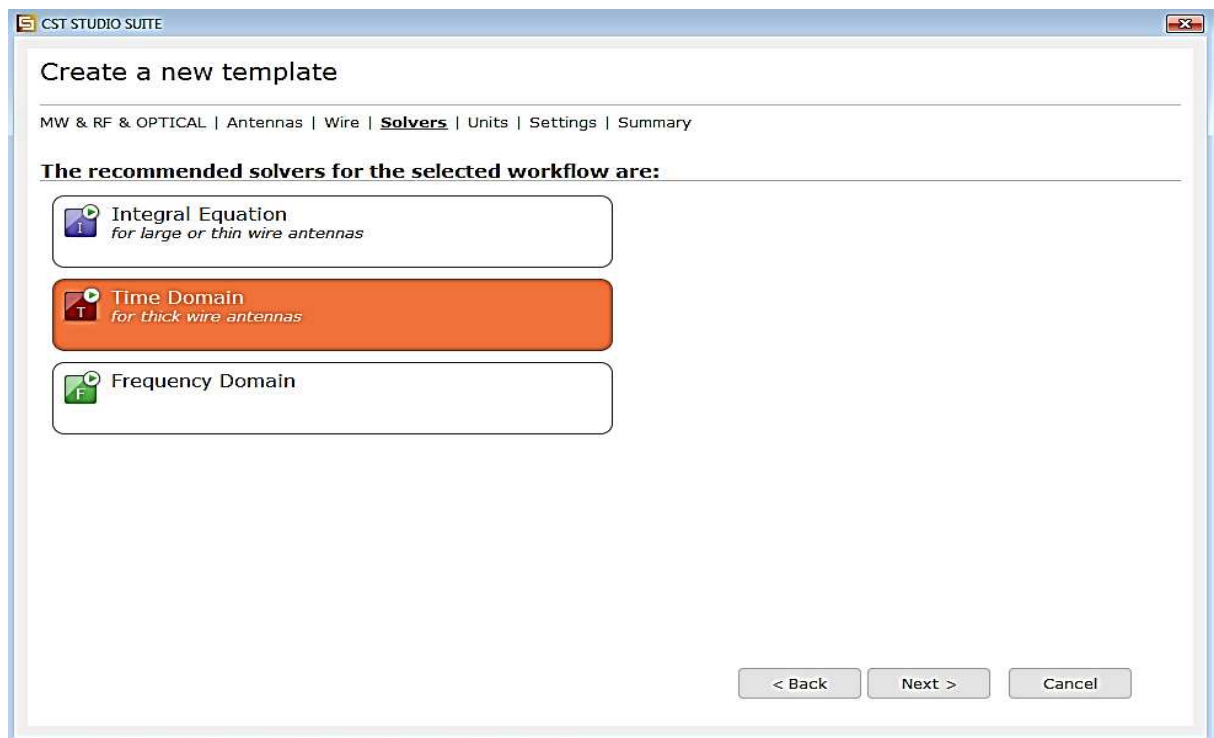 CST STUDIO SUITE
Create a new template
MW & RF & OPTICAL | Antennas | Wire | Solvers | Units | Settings | Summary
The recommended solvers for the selected workflow are:
I
Integral Equation
for large or thin wire antennas
T
Time Domain
for thick wire antennas
F
Frequency Domain
< Back Next > Cancel